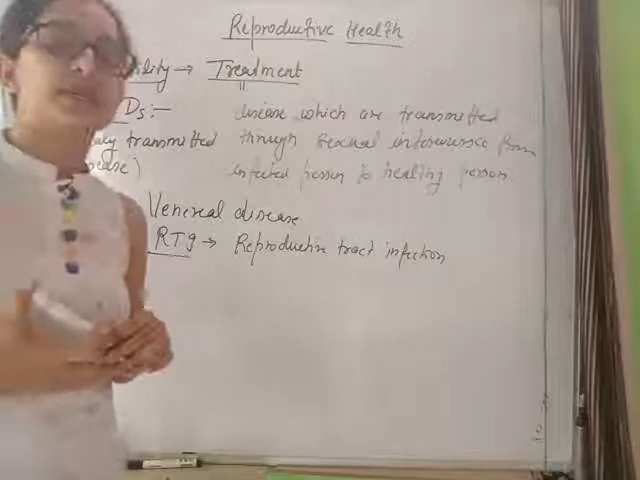 Reproductive Health
ility → Treatment
Ds:- disease which are transmitted
transmitted through sexual intercourse from
infected person to healthy person.
Venereal disease
RTI → Reproductive tract infection